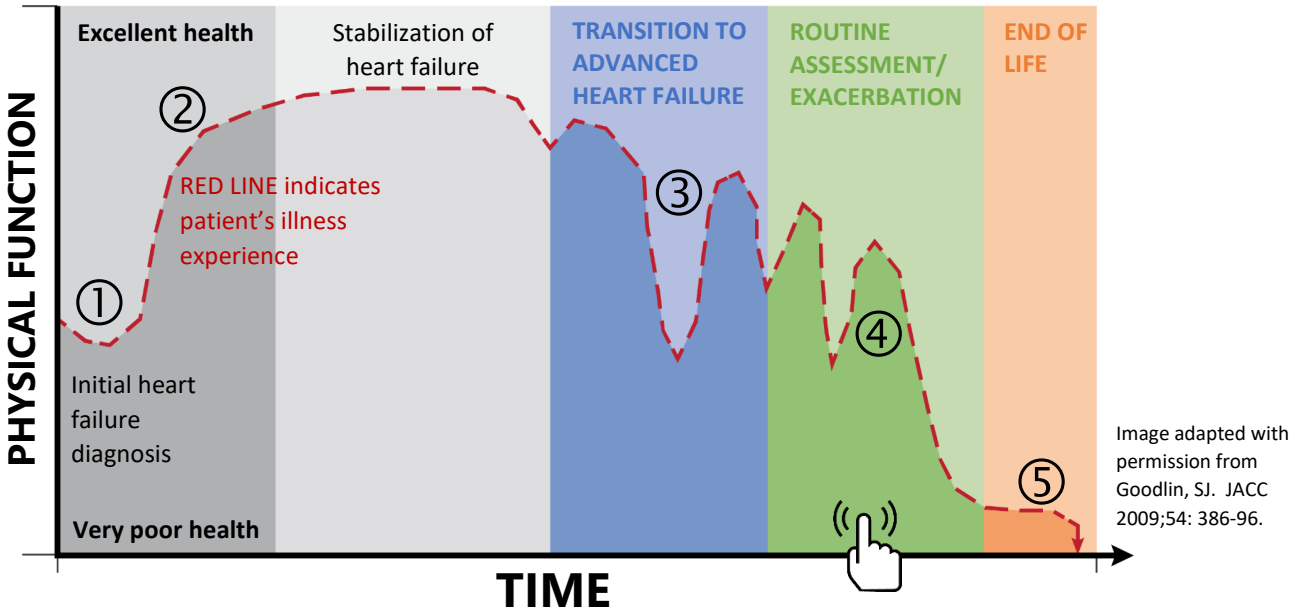 PHYSICAL FUNCTION
Excellent health
Stabilization of
heart failure
TRANSITION TO
ADVANCED
HEART FAILURE
ROUTINE
ASSESSMENT/
EXACERBATION
END OF
LIFE
②
RED LINE indicates
patient’s illness
experience
③
①
④
Initial heart
failure
diagnosis
⑤
Very poor health
TIME
Image adapted with
permission from
Goodlin, SJ. JACC
2009;54: 386-96.